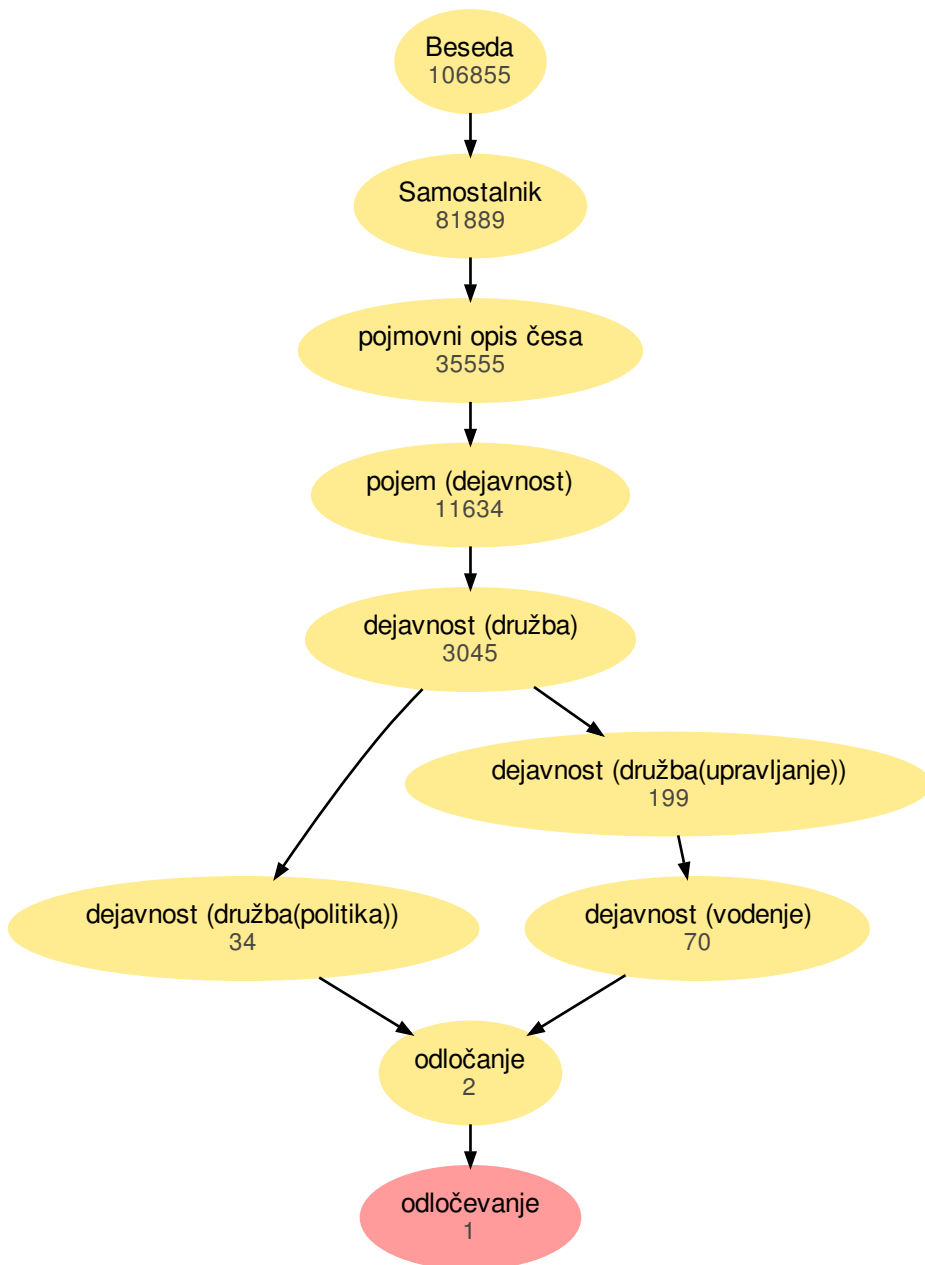 Beseda
106855
Samostalnik
81889
pojmovni opis česa
35555
pojem (dejavnost)
11634
dejavnost (družba)
3045
dejavnost (družba(upravljanje))
199
dejavnost (družba(politika))
34
dejavnost (vodenje)
70
odločanje
2
odločevanje
1